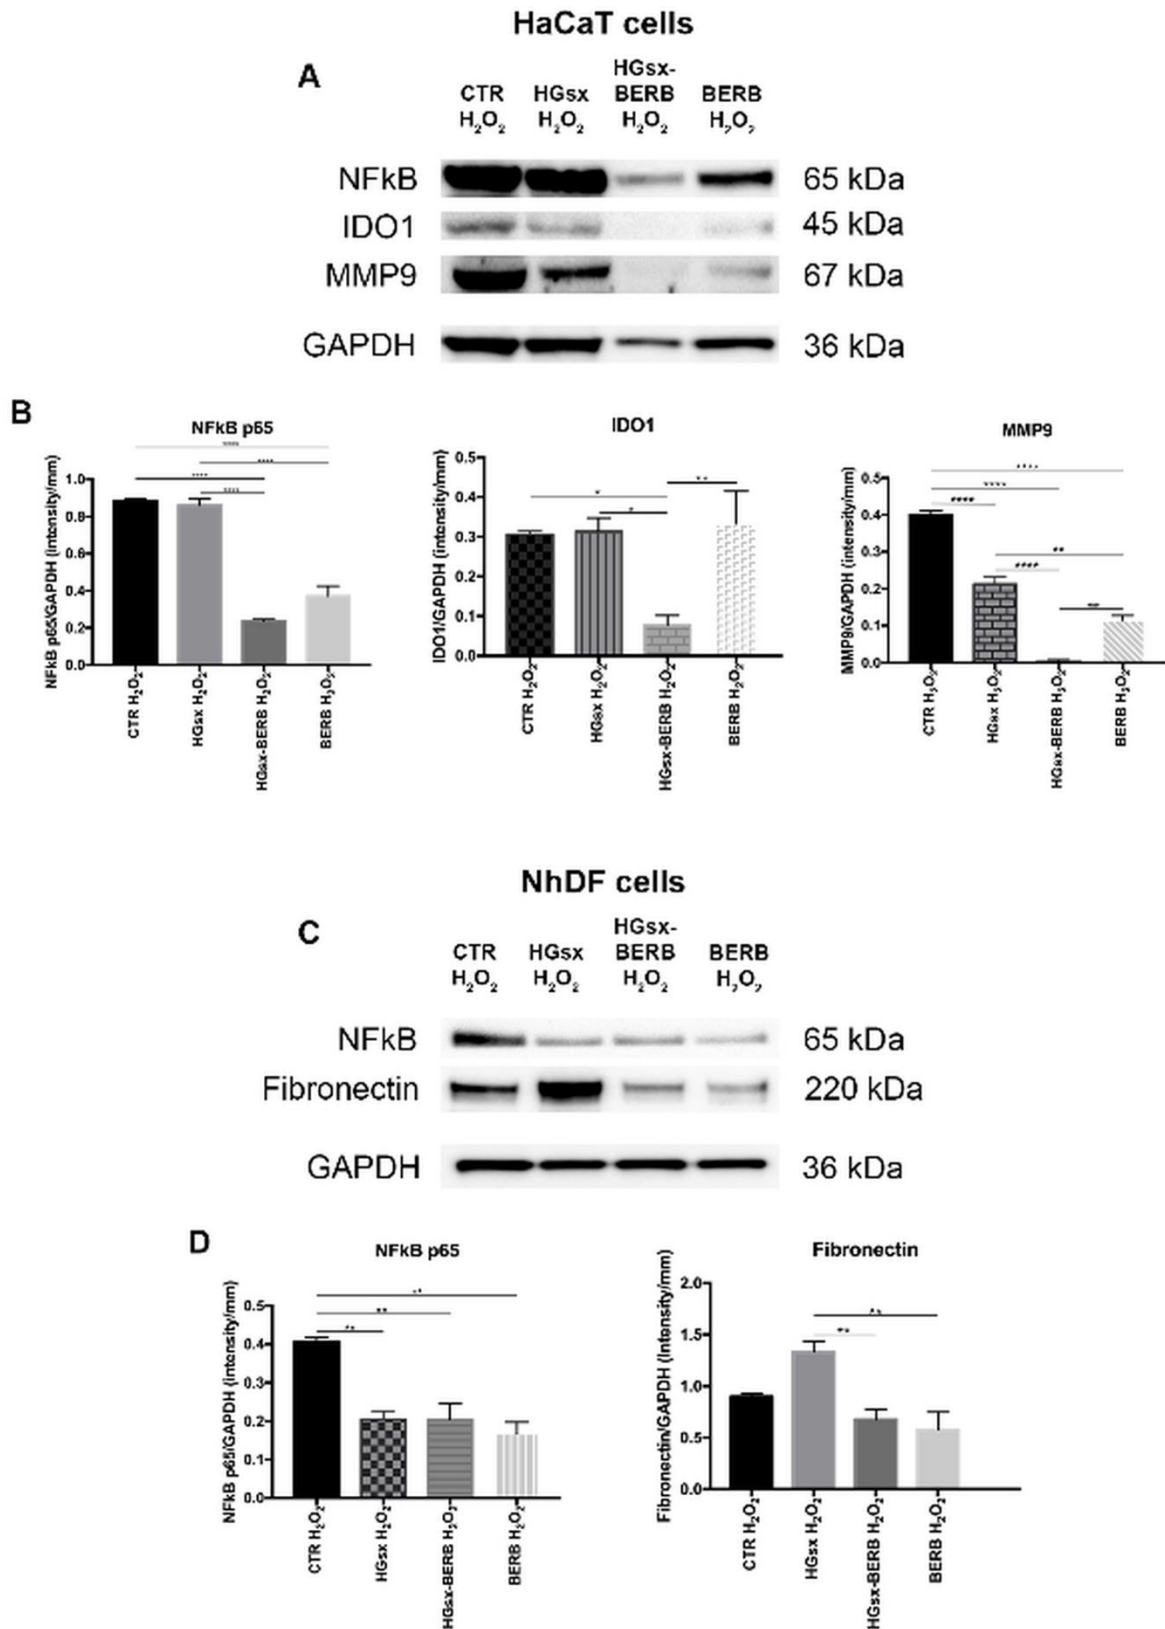 HaCaT cells
A
CTR
H₂O₂
HGsx
H₂O₂
HGsx-
BERB
H₂O₂
BERB
H₂O₂
NFkB 65 kDa
IDO1 45 kDa
MMP9 67 kDa
GAPDH 36 kDa
B
NFkB p65
****
****
****
****
NFkB p65/GAPDH (intensity/mm)
1.0
0.8
0.6
0.4
0.2
0.0
CTR H₂O₂
HGsx H₂O₂
HGsx-BERB H₂O₂
BERB H₂O₂
IDO1
**
*
*
IDO1/GAPDH (intensity/mm)
0.5
0.4
0.3
0.2
0.1
0.0
CTR H₂O₂
HGsx H₂O₂
HGsx-BERB H₂O₂
BERB H₂O₂
MMP9
****
****
####
##
####
MMP9/GAPDH (intensity/mm)
0.5
0.4
0.3
0.2
0.1
0.0
CTR H₂O₂
HGsx H₂O₂
HGsx-BERB H₂O₂
BERB H₂O₂
NhDF cells
C
CTR
H₂O₂
HGsx
H₂O₂
HGsx-
BERB
H₂O₂
BERB
H₂O₂
NFkB 65 kDa
Fibronectin 220 kDa
GAPDH 36 kDa
D
NFkB p65
**
**
**
NFkB p65/GAPDH (intensity/mm)
0.5
0.4
0.3
0.2
0.1
0.0
CTR H₂O₂
HGsx H₂O₂
HGsx-BERB H₂O₂
BERB H₂O₂
Fibronectin
**
**
Fibronectin/GAPDH (Intensity/mm)
2.0
1.5
1.0
0.5
0.0
CTR H₂O₂
HGsx H₂O₂
HGsx-BERB H₂O₂
BERB H₂O₂